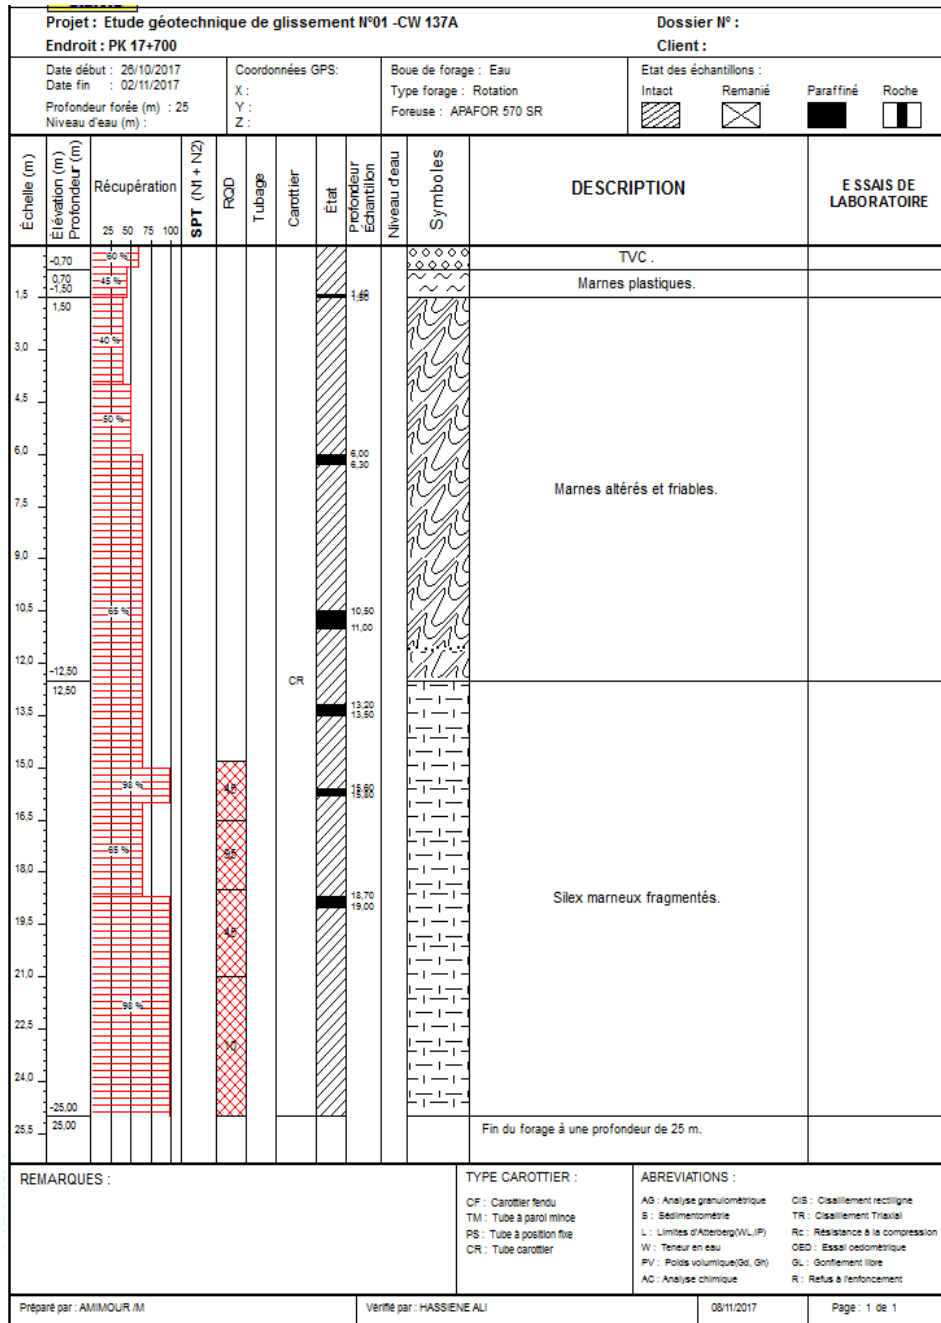 Projet : Etude géotechnique de glissement N°01 -CW 137A
Dossier N° :
Endroit : PK 17+700
Client :
Date début : 26/10/2017
Date fin : 02/11/2017
Profondeur forée (m) : 25
Niveau d'eau (m) :
Coordonnées GPS:
X :
Y :
Z :
Boue de forage : Eau
Type forage : Rotation
Foreuse : APAFOR 570 SR
Etat des échantillons :
Intact Remanié Paraffiné Roche
Échelle (m)
Élévation (m)
Profondeur (m)
Récupération
25 50 75 100
SPT (N1 + N2)
RQD
Tubage
Carottier
État
Profondeur
Échantillon
Niveau d'eau
Symboles
DESCRIPTION
ESSAIS DE
LABORATOIRE
60 %
-0,70
TVC .
0,70
45 %
-1,50
Marnes plastiques.
1,5
1,50
1,40
3,0
40 %
4,5
50 %
6,0
6,00
6,30
Marnes altérés et friables.
7,5
9,0
10,5
65 %
10,50
11,00
12,0
-12,50
12,50
CR
13,5
13,20
13,50
15,0
98 %
45
15,80
16,5
65 %
18,0
Silex marneux fragmentés.
18,70
19,00
19,5
45
21,0
98 %
22,5
10
24,0
-25,00
25,00
25,5
Fin du forage à une profondeur de 25 m.
REMARQUES :
TYPE CAROTTIER :
CF : Carottier fendu
TM : Tube à paroi mince
PS : Tube à position fixe
CR : Tube carottier
ABREVIATIONS :
AG : Analyse granulométrique
S : Sédimentométrie
L : Limites d'Atterberg(WL,IP)
W : Teneur en eau
PV : Poids volumique(Gd, Gh)
AC : Analyse chimique
CIS : Cisaillement rectiligne
TR : Cisaillement Triaxial
Rc : Résistance à la compression
OED : Essai oedométrique
GL : Gonflement libre
R : Refus à l'enfoncement
Préparé par : AMIMOUR /M
Vérifié par : HASSIENE ALI
08/11/2017
Page : 1 de 1